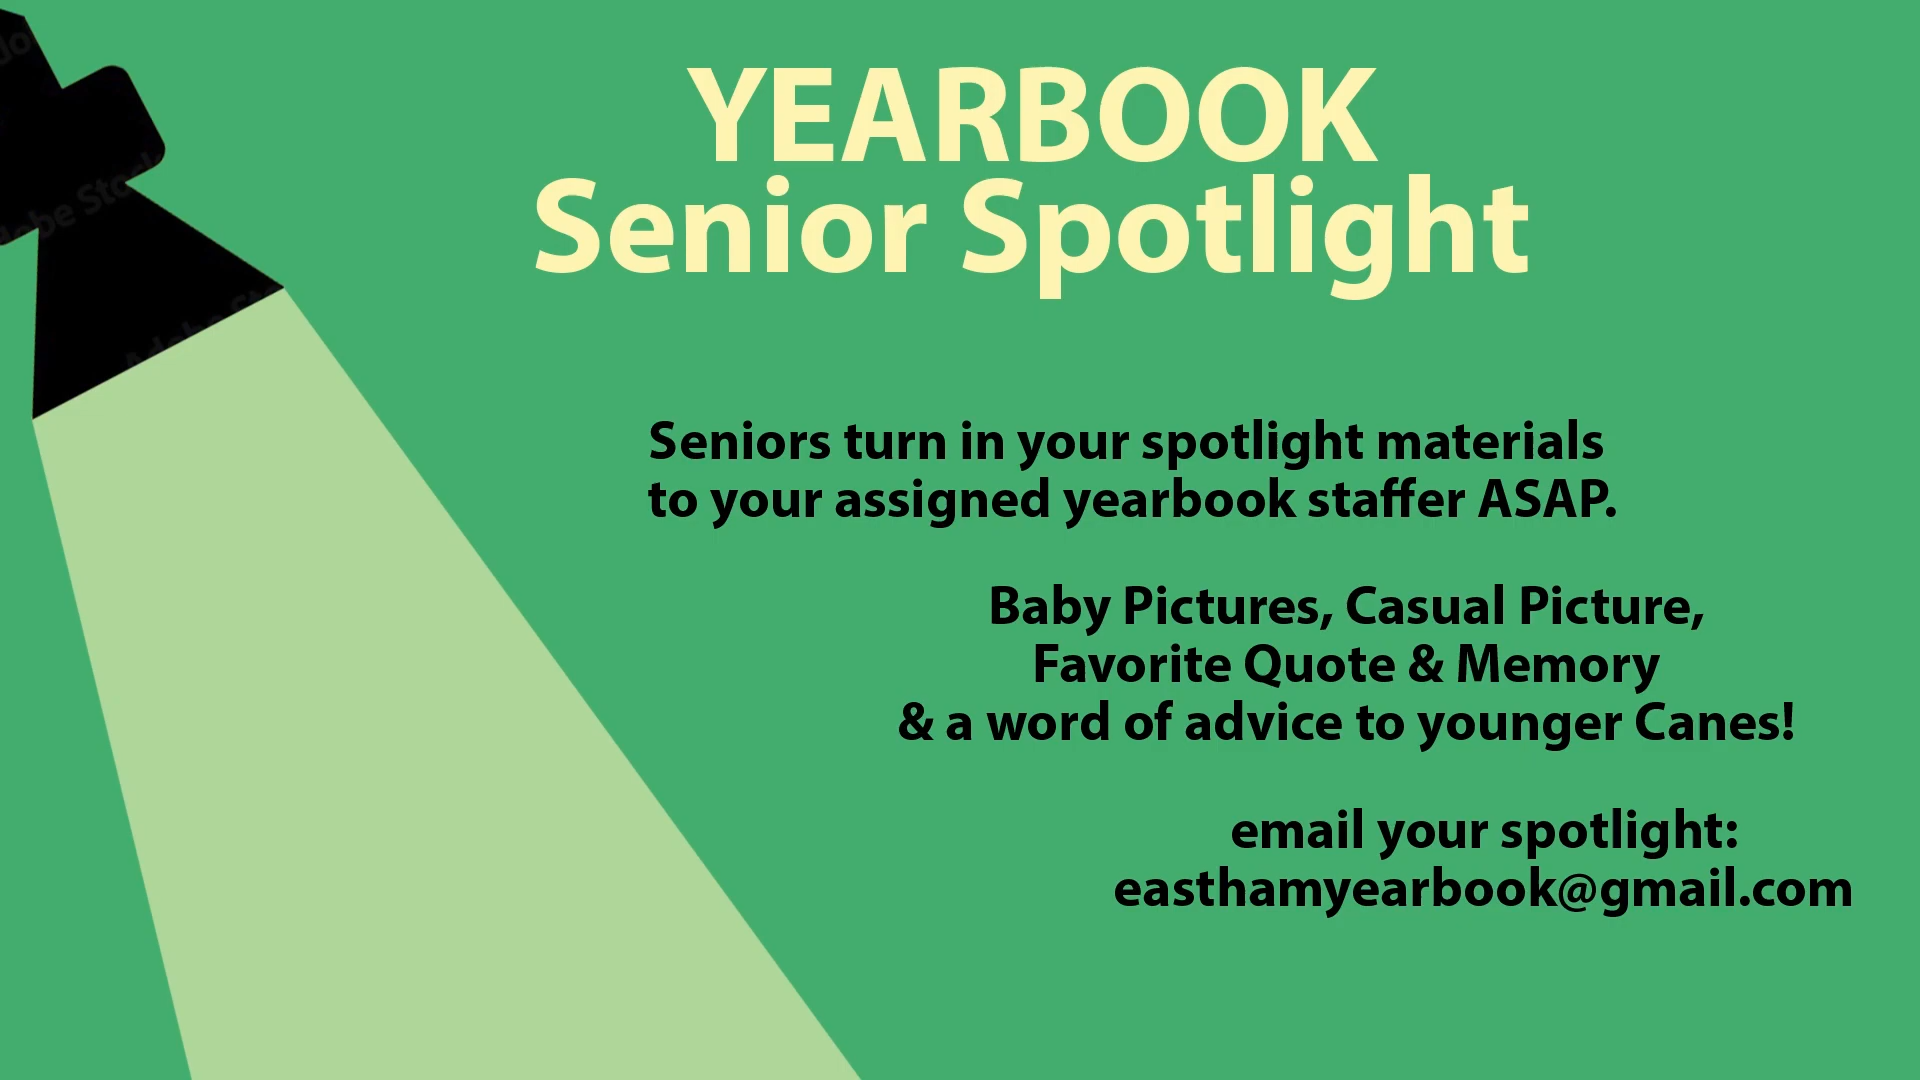 YEARBOOK
Senior Spotlight
Seniors turn in your spotlight materials
to your assigned yearbook staffer ASAP.
Baby Pictures, Casual Picture,
Favorite Quote & Memory
& a word of advice to younger Canes!
email your spotlight:
easthamyearbook@gmail.com